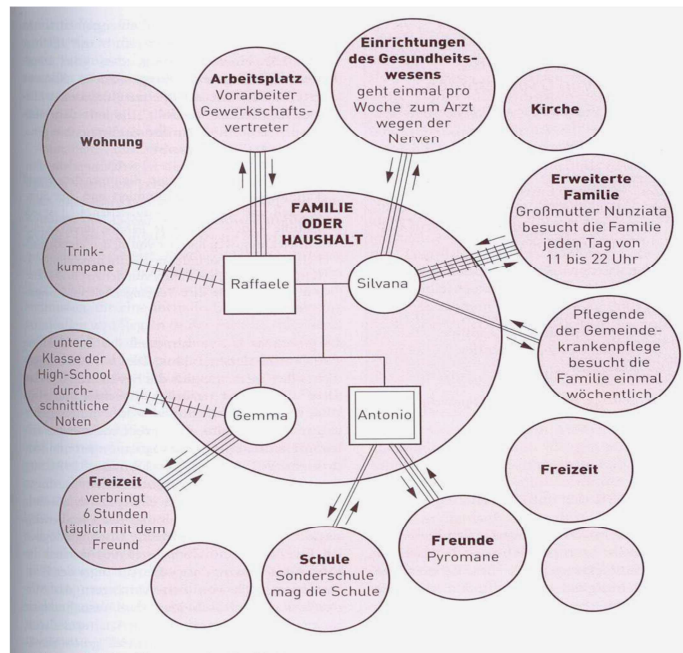 Einrichtungen
des Gesundheits-
wesens
geht einmal pro
Woche zum Arzt
wegen der
Nerven
Arbeitsplatz
Vorarbeiter
Gewerkschafts-
vertreter
Kirche
Wohnung
Erweiterte
Familie
Großmutter Nunziata
besucht die Familie
jeden Tag von
11 bis 22 Uhr
FAMILIE
ODER
HAUSHALT
Trink-
kumpane
Raffaele
Silvana
Pflegende
der Gemeinde-
krankenpflege
besucht die
Familie einmal
wöchentlich
untere
Klasse der
High-School
durch-
schnittliche
Noten
Gemma
Antonio
Freizeit
verbringt
6 Stunden
täglich mit dem
Freund
Freizeit
Schule
Sonderschule
mag die Schule
Freunde
Pyromane